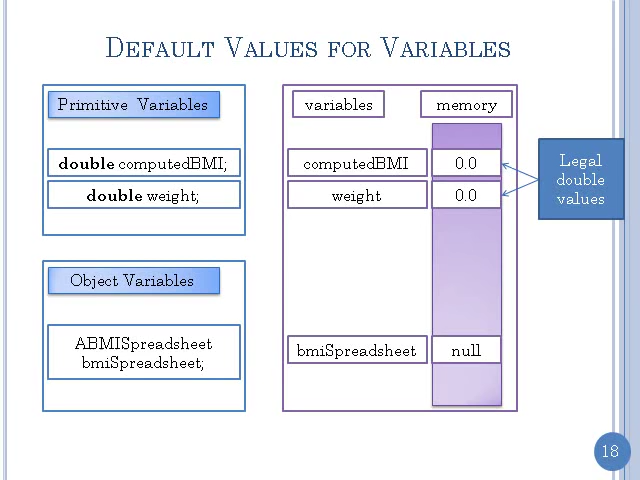 DEFAULT VALUES FOR VARIABLES
Primitive Variables
double computedBMI;
double weight;
Object Variables
ABMISpreadsheet
bmiSpreadsheet;
variables
memory
computedBMI
0.0
weight
0.0
bmiSpreadsheet
null
Legal
double
values
18